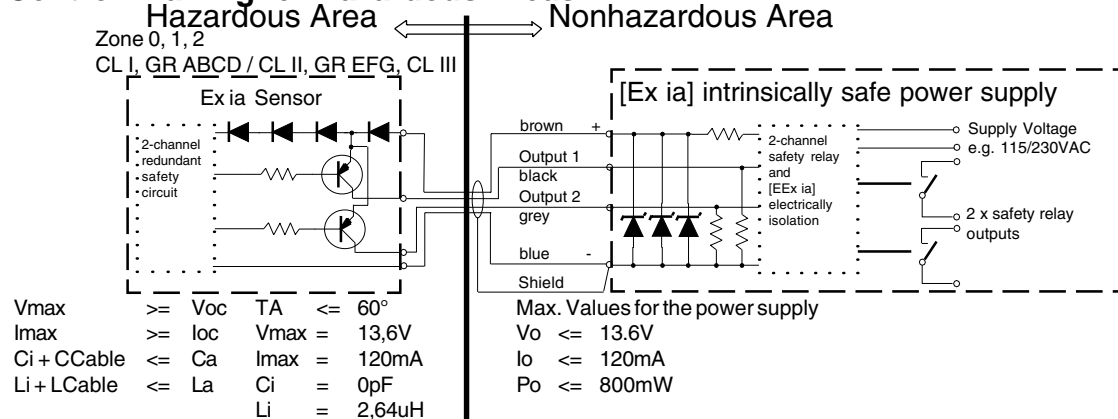 Hazardous Area
Nonhazardous Area
Zone 0, 1, 2
CL I, GR ABCD / CL II, GR EFG, CL III
Ex ia Sensor
2-channel
redundant
safety
circuit
brown +
Output 1
black
Output 2
grey
blue -
Shield
[Ex ia] intrinsically safe power supply
2-channel
safety relay
and
[EEx ia]
electrically
isolation
Supply Voltage
e.g. 115/230VAC
2 x safety relay
outputs
Vmax >= Voc TA <= 60°
Imax >= Ioc Vmax = 13,6V
Ci + CCable <= Ca Imax = 120mA
Li + LCable <= La Ci = 0pF
Li = 2,64uH
Max. Values for the power supply
Vo <= 13.6V
Io <= 120mA
Po <= 800mW